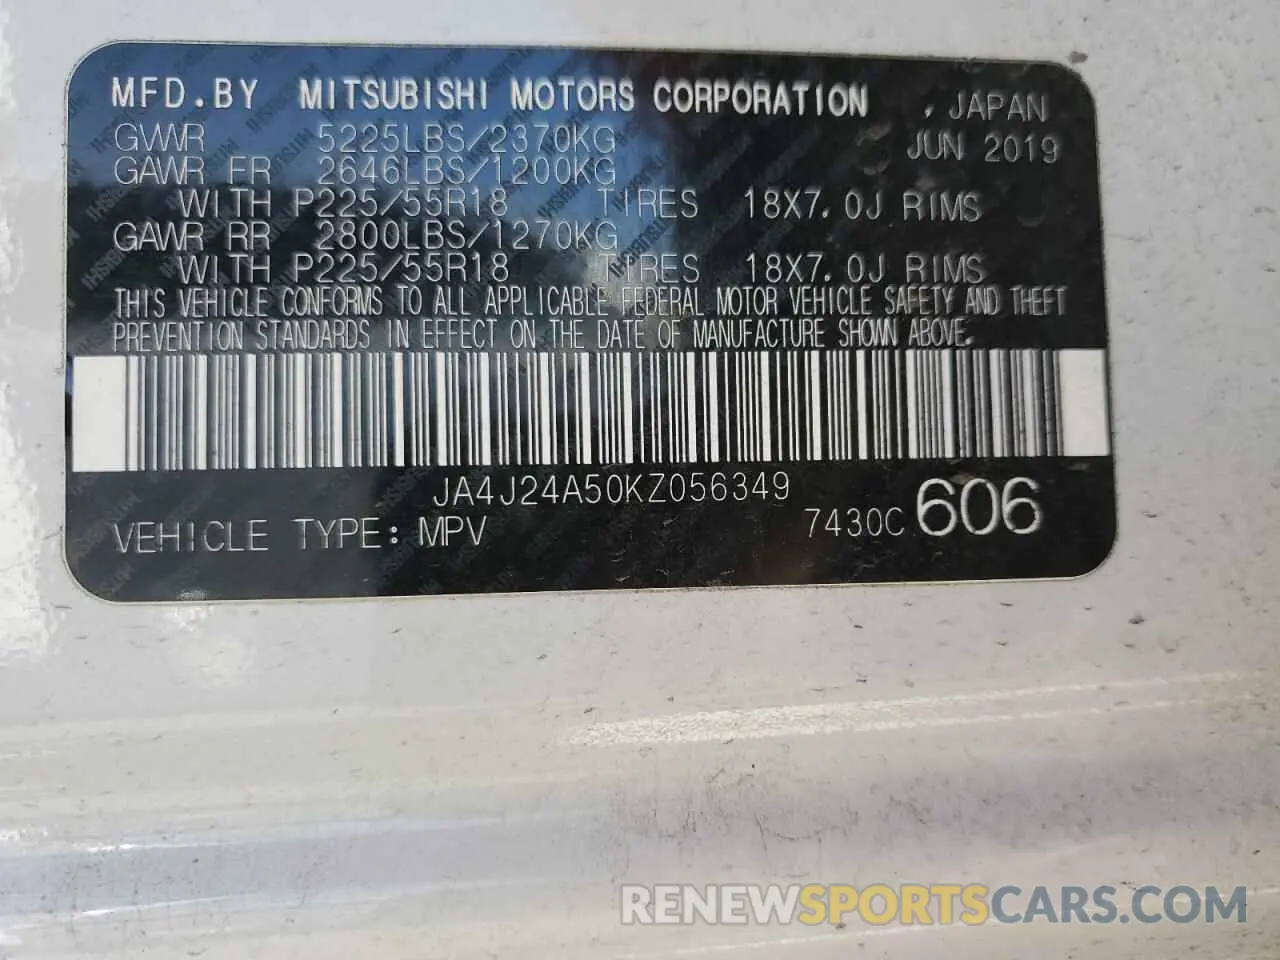 MFD.BY MITSUBISHI MOTORS CORPORATION , JAPAN
GVWR 5225LBS/2370KG JUN 2019
GAWR FR 2646LBS/1200KG
WITH P225/55R18 TIRES 18X7.0J RIMS
GAWR RR 2800LBS/1270KG
WITH P225/55R18 TIRES 18X7.0J RIMS
THIS VEHICLE CONFORMS TO ALL APPLICABLE FEDERAL MOTOR VEHICLE SAFETY AND THEFT
PREVENTION STANDARDS IN EFFECT ON THE DATE OF MANUFACTURE SHOWN ABOVE.
JA4J24A50KZ056349
VEHICLE TYPE: MPV 7430C 606
RENEWSPORTSCARS.COM